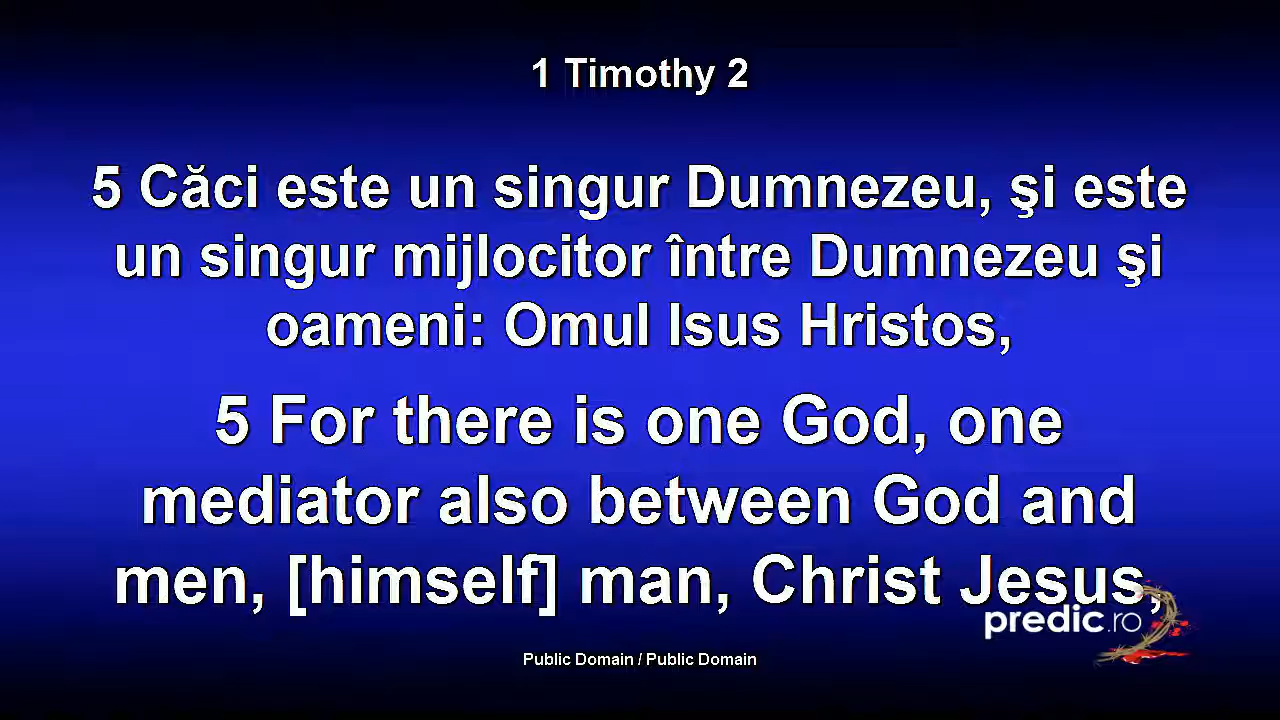 1 Timothy 2
5 Căci este un singur Dumnezeu, şi este
un singur mijlocitor între Dumnezeu şi
oameni: Omul Isus Hristos,
5 For there is one God, one
mediator also between God and
men, [himself] man, Christ Jesus,
predic.ro
Public Domain / Public Domain